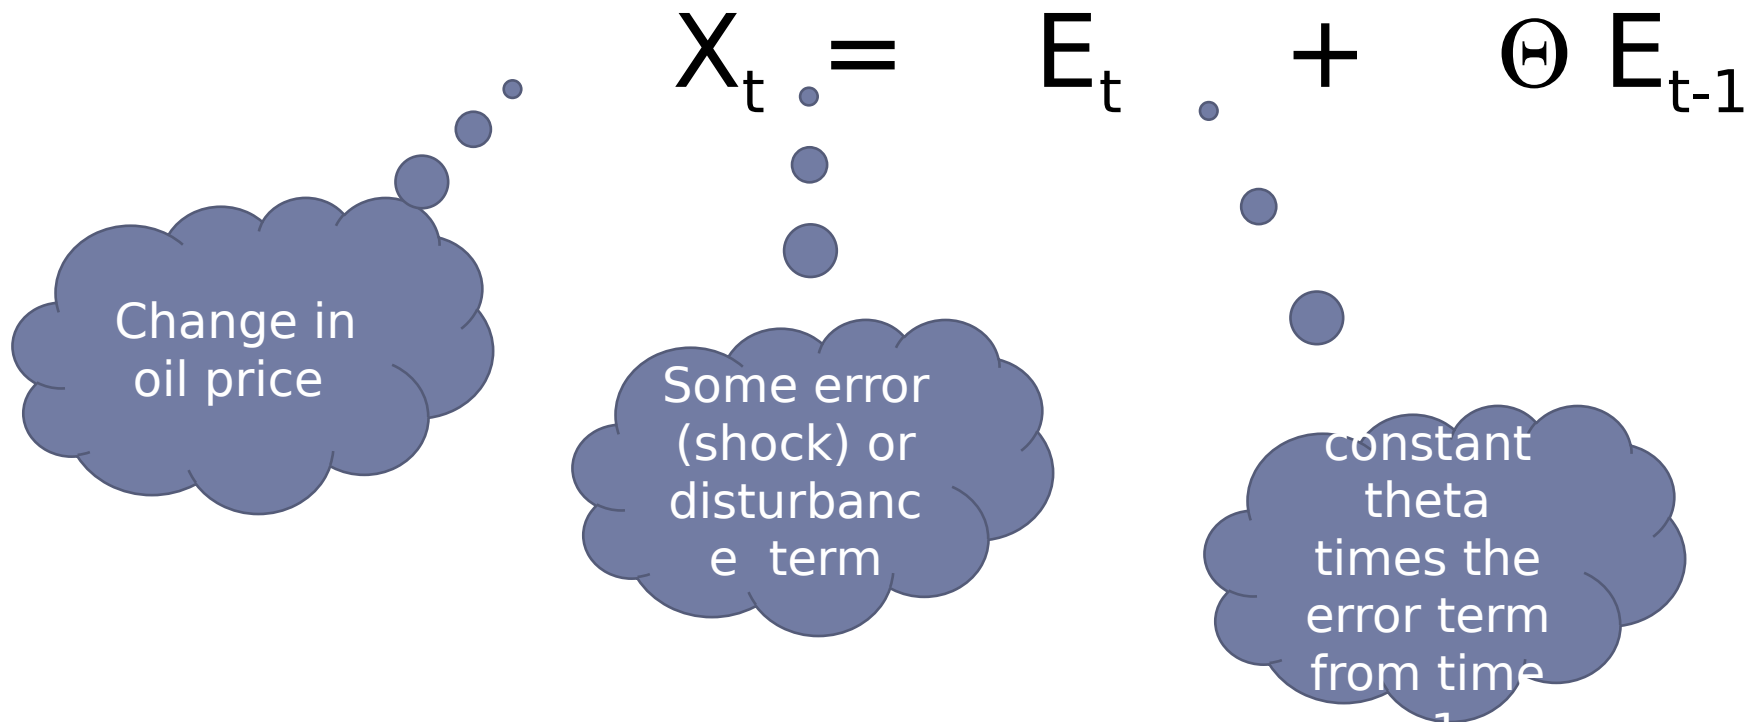 Xₜ = Eₜ + Θ Eₜ₋₁
Change in
oil price
Some error
(shock) or
disturbanc
e term
constant
theta
times the
error term
from time